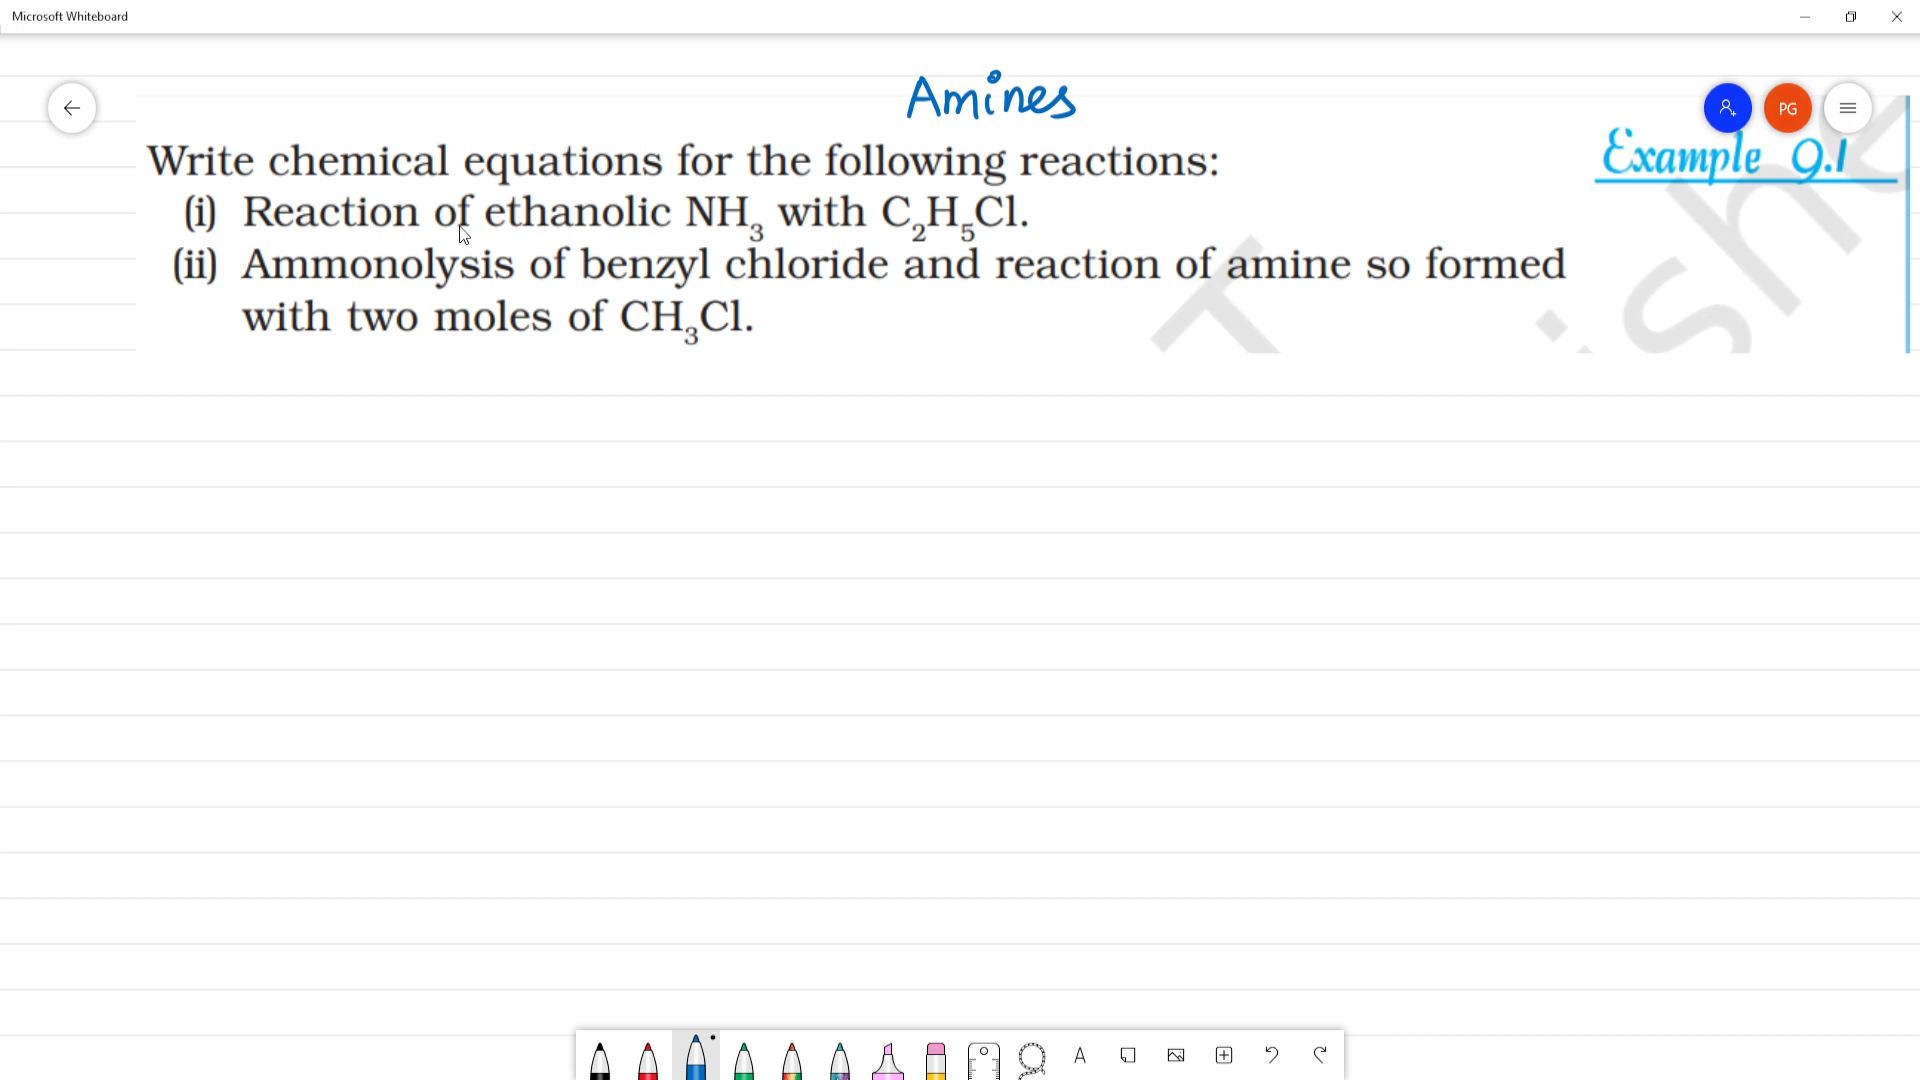 Microsoft Whiteboard
Amines
PG
Write chemical equations for the following reactions:
Example 9.1
(i) Reaction of ethanolic NH₃ with C₂H₅Cl.
(ii) Ammonolysis of benzyl chloride and reaction of amine so formed
with two moles of CH₃Cl.